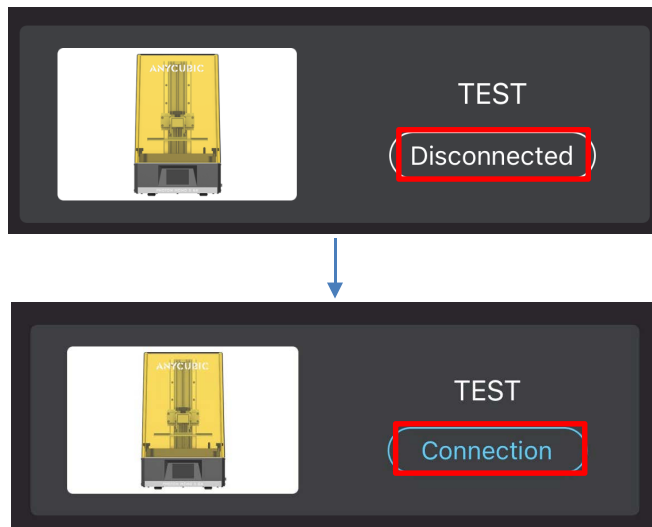 ANYCUBIC
TEST
Disconnected
ANYCUBIC
TEST
Connection